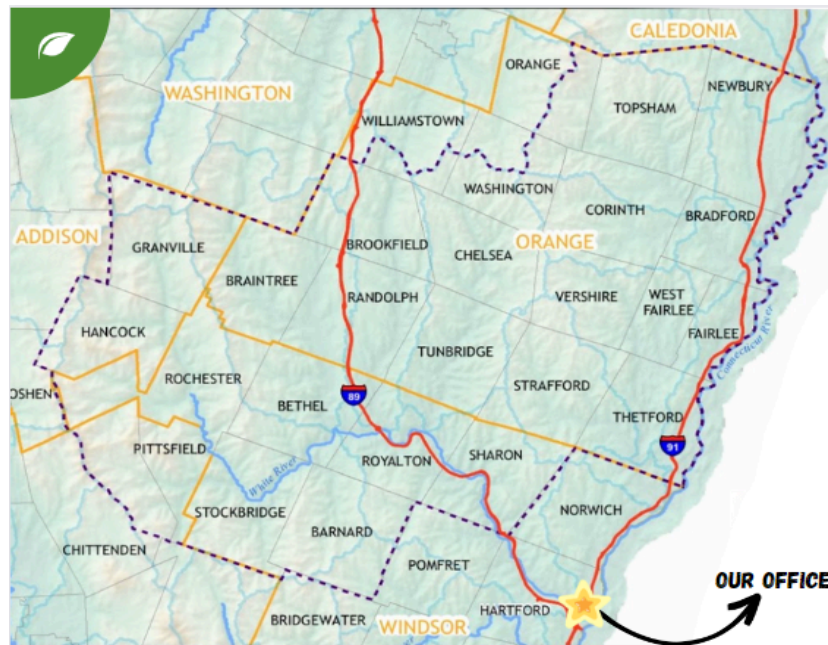 CALEDONIA
ORANGE
NEWBURY
WASHINGTON
TOPSHAM
WILLIAMSTOWN
WASHINGTON
CORINTH
BRADFORD
ADDISON
GRANVILLE
BROOKFIELD
ORANGE
CHELSEA
BRAINTREE
RANDOLPH
VERSHIRE
WEST
FAIRLEE
HANCOCK
FAIRLEE
Connecticut River
TUNBRIDGE
ROCHESTER
STRAFFORD
OSHEN
89
BETHEL
THETFORD
PITTSFIELD
91
SHARON
ROYALTON
White River
STOCKBRIDGE
NORWICH
BARNARD
CHITTENDEN
POMFRET
OUR OFFICE
HARTFORD
BRIDGEWATER
WINDSOR